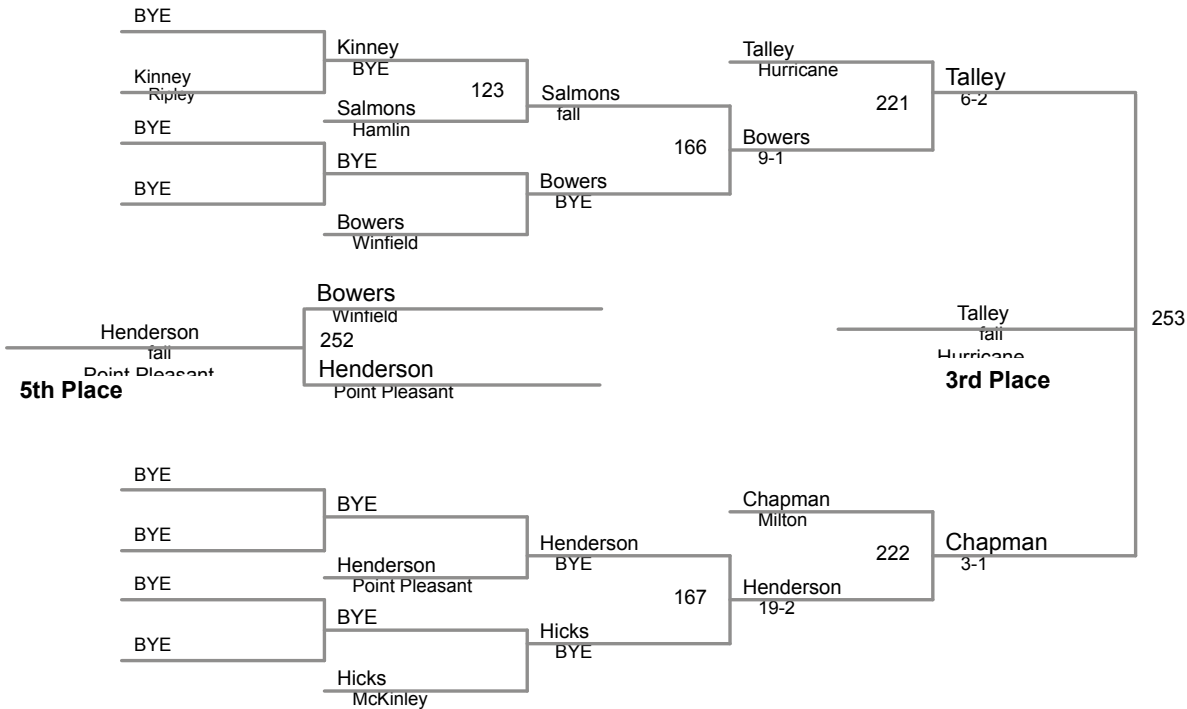 BYE
Kinney
BYE
Talley
Hurricane
Kinney
Ripley
123
Salmons
fall
Talley
6-2
221
Salmons
Hamlin
BYE
166
Bowers
9-1
BYE
BYE
Bowers
BYE
Bowers
Winfield
Bowers
Winfield
252
Henderson
fall
Point Pleasant
Henderson
Point Pleasant
5th Place
Talley
fall
Hurricane
253
3rd Place
BYE
BYE
Chapman
Milton
BYE
Henderson
BYE
222
Chapman
3-1
Henderson
Point Pleasant
BYE
167
Henderson
19-2
BYE
BYE
Hicks
BYE
Hicks
McKinley